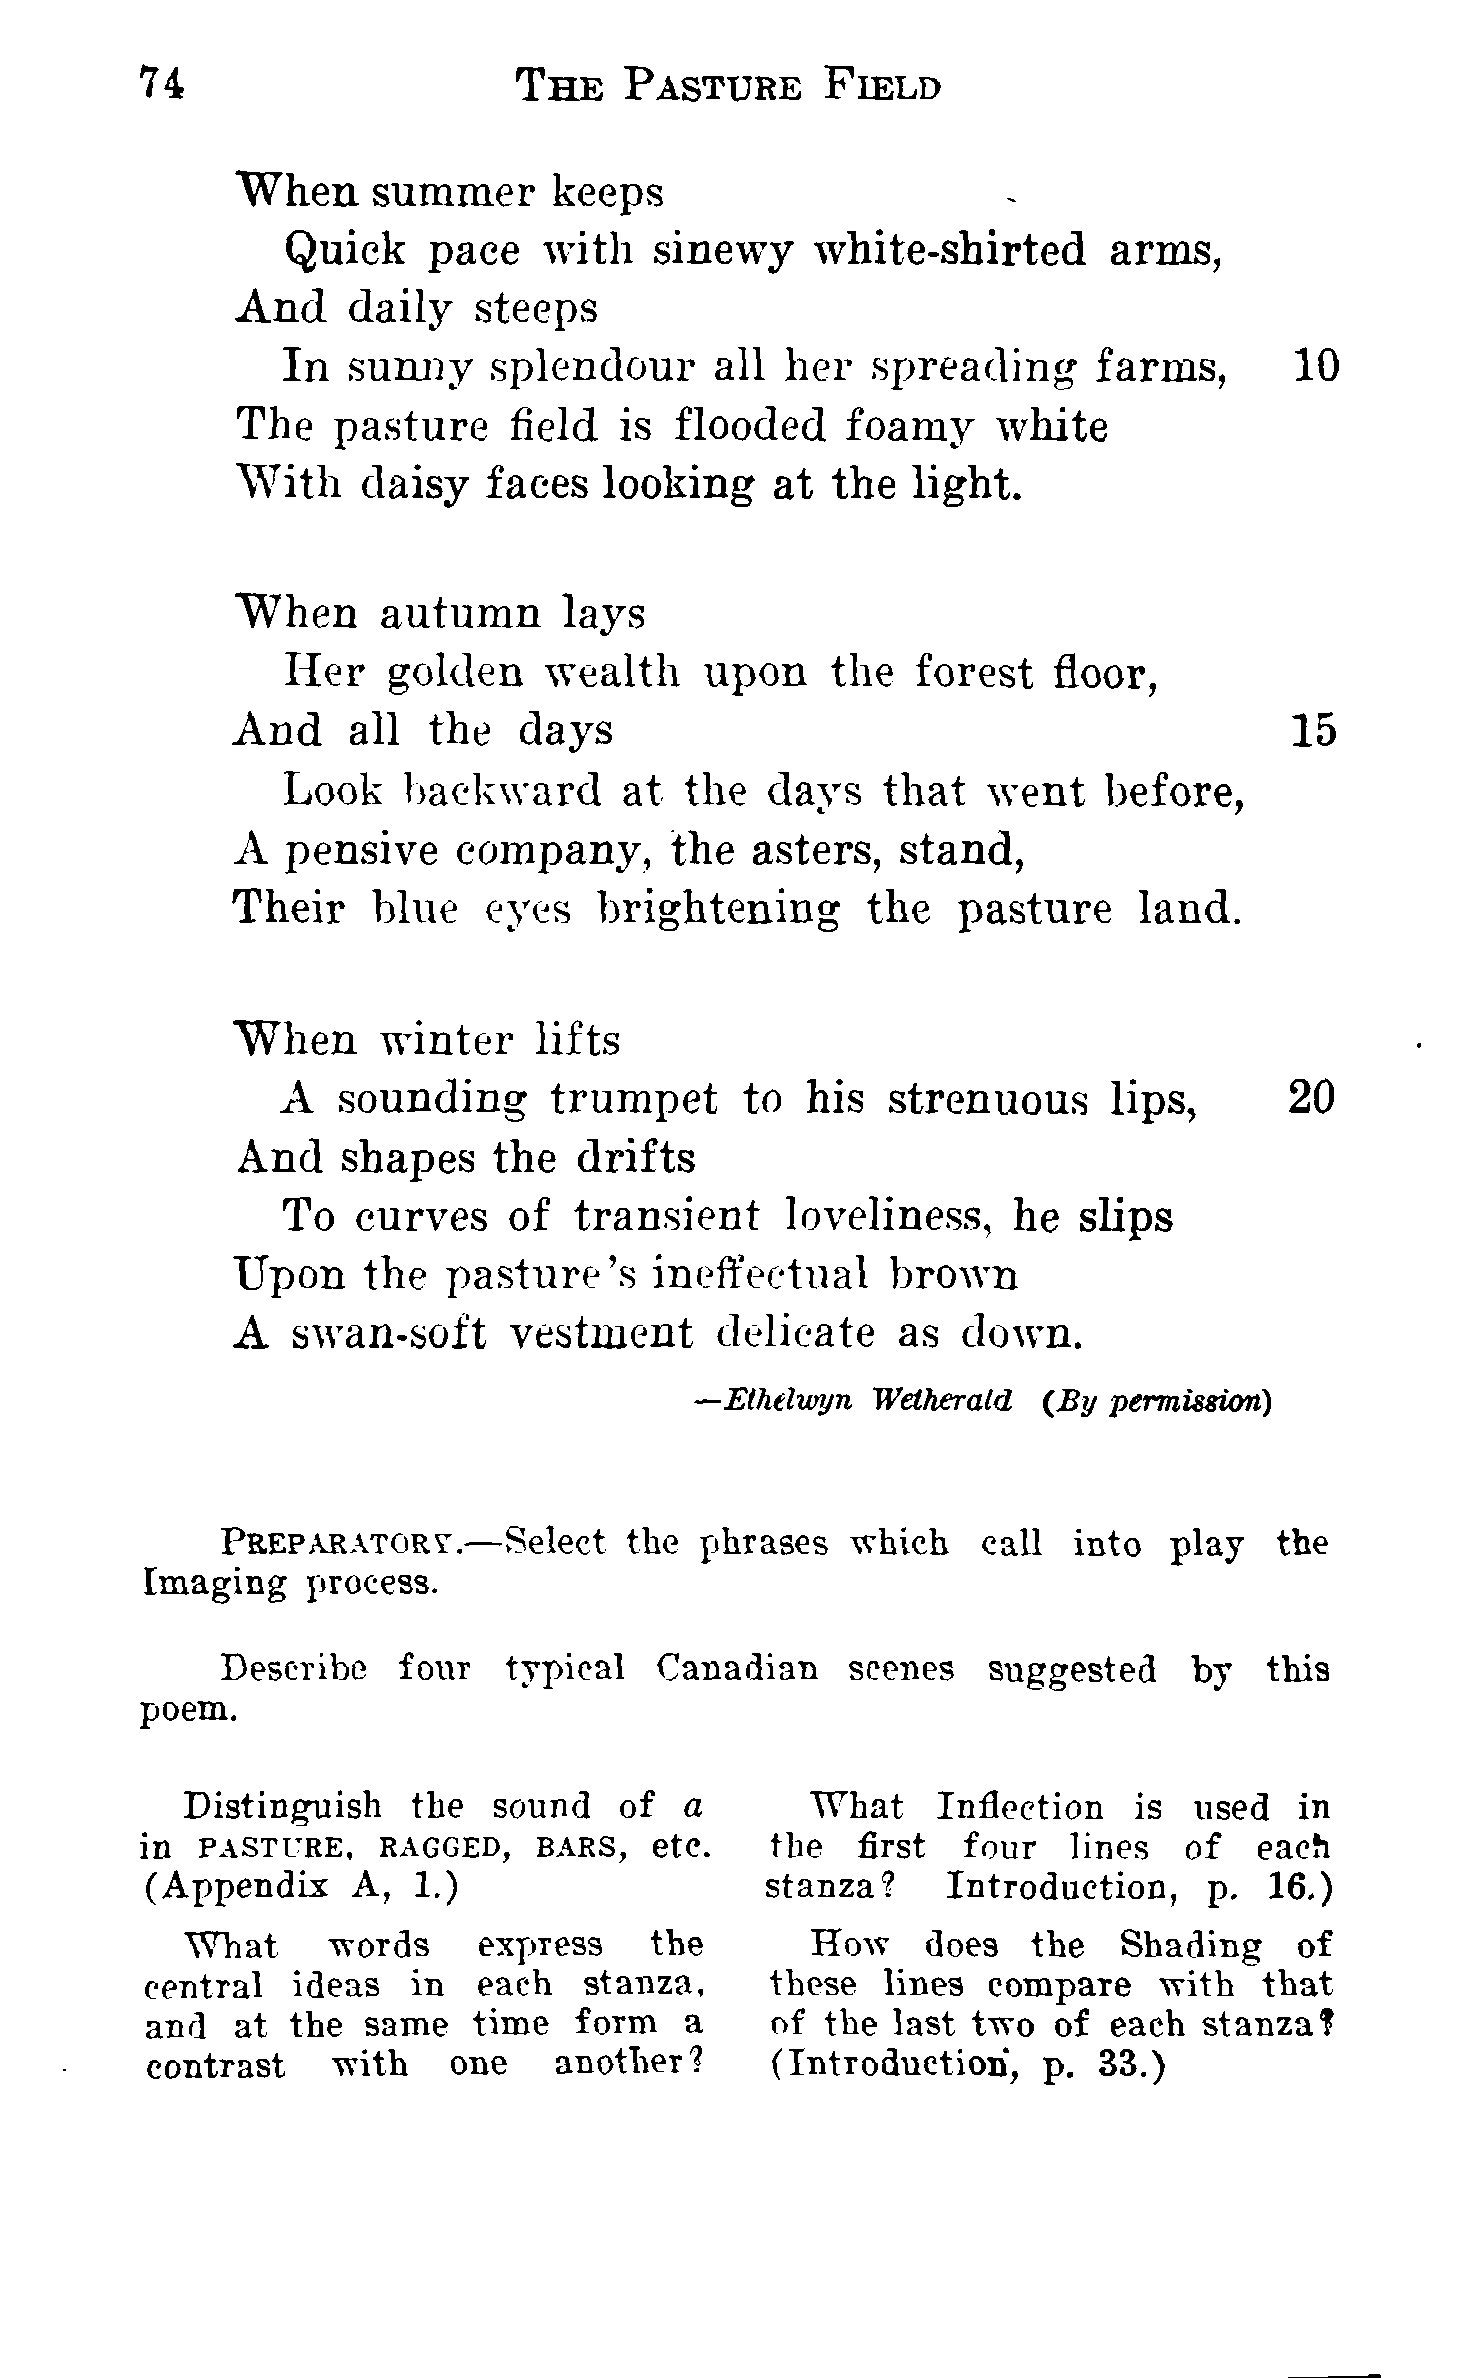 74 THE PASTURE FIELD
When summer keeps
Quick pace with sinewy white-shirted arms,
And daily steeps
In sunny splendour all her spreading farms, 10
The pasture field is flooded foamy white
With daisy faces looking at the light.
When autumn lays
Her golden wealth upon the forest floor,
And all the days 15
Look backward at the days that went before,
A pensive company, the asters, stand,
Their blue eyes brightening the pasture land.
When winter lifts
A sounding trumpet to his strenuous lips, 20
And shapes the drifts
To curves of transient loveliness, he slips
Upon the pasture's ineffectual brown
A swan-soft vestment delicate as down.
—Ethelwyn Wetherald (By permission)
PREPARATORY.—Select the phrases which call into play the
Imaging process.
Describe four typical Canadian scenes suggested by this
poem.
Distinguish the sound of a
in PASTURE, RAGGED, BARS, etc.
(Appendix A, 1.)
What words express the
central ideas in each stanza,
and at the same time form a
contrast with one another?
What Inflection is used in
the first four lines of each
stanza? Introduction, p. 16.)
How does the Shading of
these lines compare with that
of the last two of each stanza?
(Introduction, p. 33.)